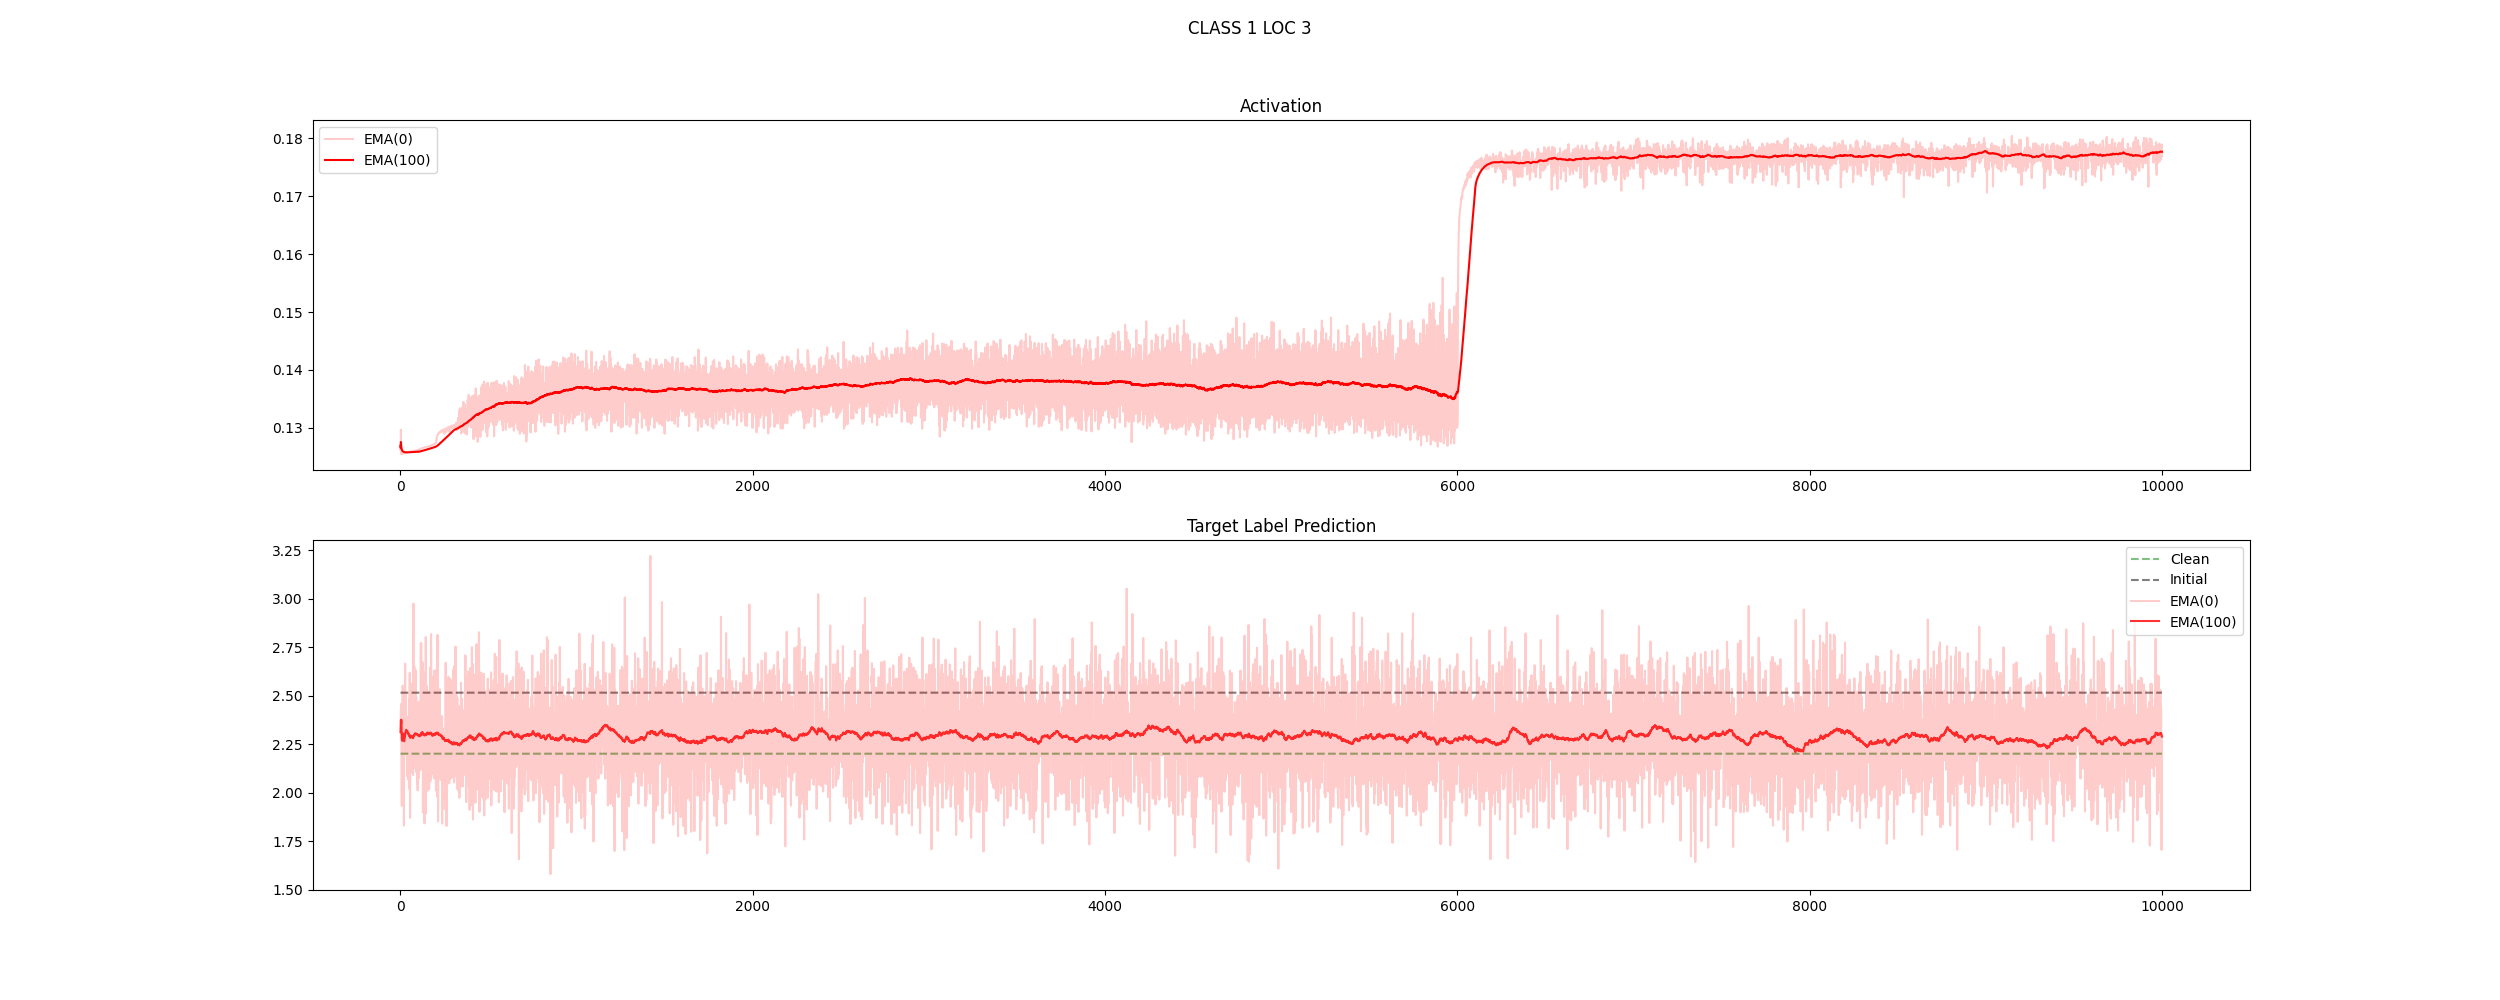 CLASS 1 LOC 3
Activation
EMA(0)
EMA(100)
0.18
0.17
0.16
0.15
0.14
0.13
0 2000 4000 6000 8000 10000
Target Label Prediction
Clean
Initial
EMA(0)
EMA(100)
3.25
3.00
2.75
2.50
2.25
2.00
1.75
1.50
0 2000 4000 6000 8000 10000